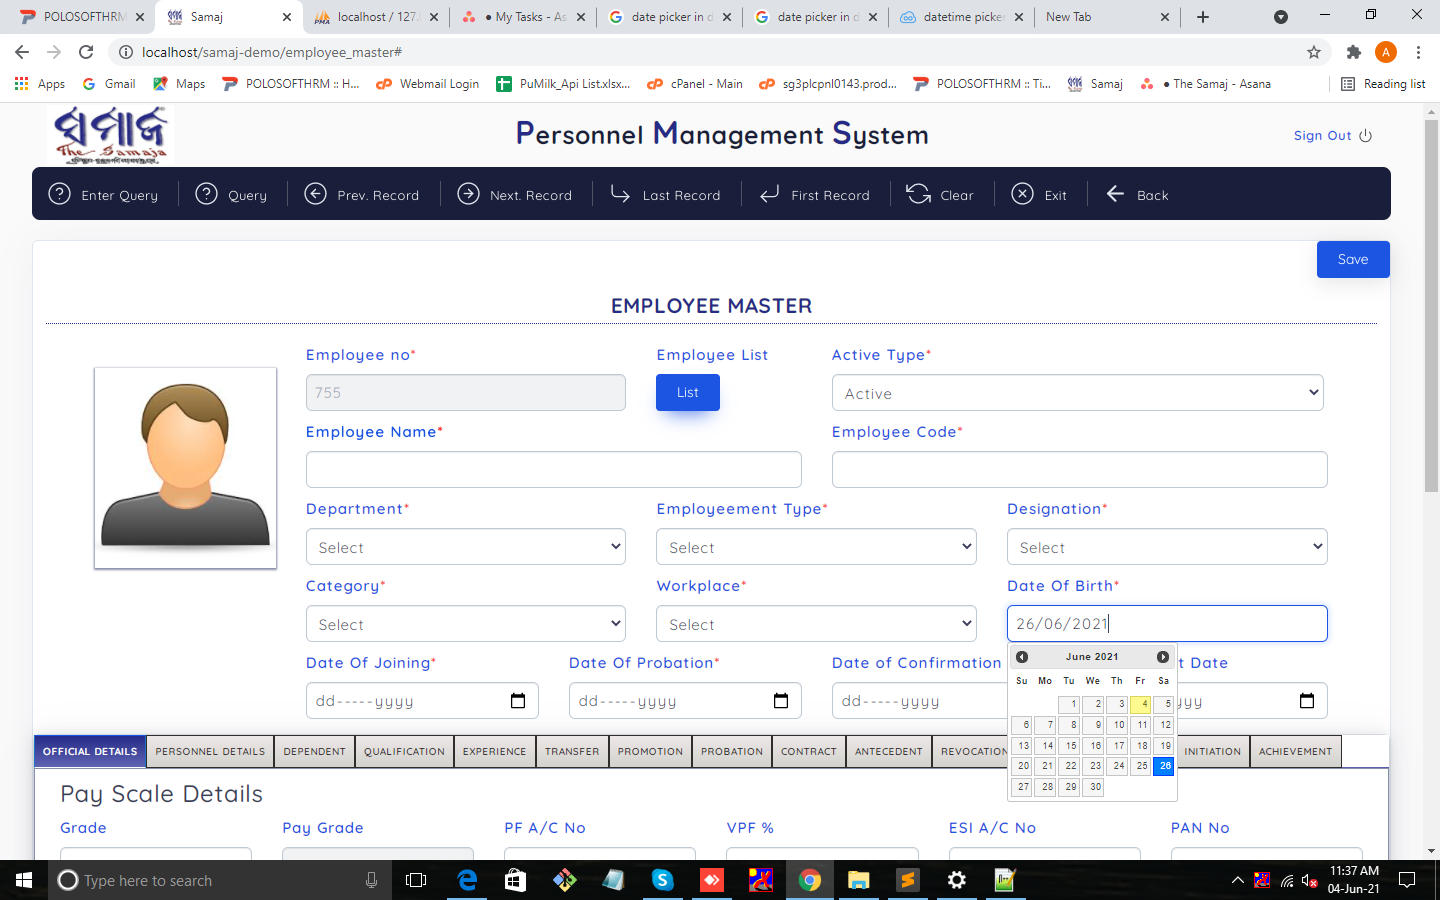 POLOSOFTHRM
Samaj
localhost / 127.
● My Tasks - As
date picker in d
date picker in d
datetime picke
New Tab
localhost/samaj-demo/employee_master#
A
Apps
Gmail
Maps
POLOSOFTHRM :: H...
Webmail Login
PuMilk_Api List.xlsx...
cPanel - Main
sg3plcpnl0143.prod...
POLOSOFTHRM :: Ti...
Samaj
● The Samaj - Asana
Reading list
ସମାଜ
The Samaja
Personnel Management System
Sign Out
Enter Query
Query
Prev. Record
Next. Record
Last Record
First Record
Clear
Exit
Back
Save
EMPLOYEE MASTER
Employee no*
Employee List
Active Type*
755
List
Active
Employee Name*
Employee Code*
Department*
Employeement Type*
Designation*
Select
Select
Select
Category*
Workplace*
Date Of Birth*
Select
Select
26/06/2021
Date Of Joining*
Date Of Probation*
Date of Confirmation
t Date
dd-----yyyy
dd-----yyyy
dd-----yyyy
yyy
June 2021
Su Mo Tu We Th Fr Sa
1 2 3 4 5
6 7 8 9 10 11 12
13 14 15 16 17 18 19
20 21 22 23 24 25 26
27 28 29 30
OFFICIAL DETAILS
PERSONNEL DETAILS
DEPENDENT
QUALIFICATION
EXPERIENCE
TRANSFER
PROMOTION
PROBATION
CONTRACT
ANTECEDENT
REVOCATION
INITIATION
ACHIEVEMENT
Pay Scale Details
Grade
Pay Grade
PF A/C No
VPF %
ESI A/C No
PAN No
Type here to search
11:37 AM
04-Jun-21